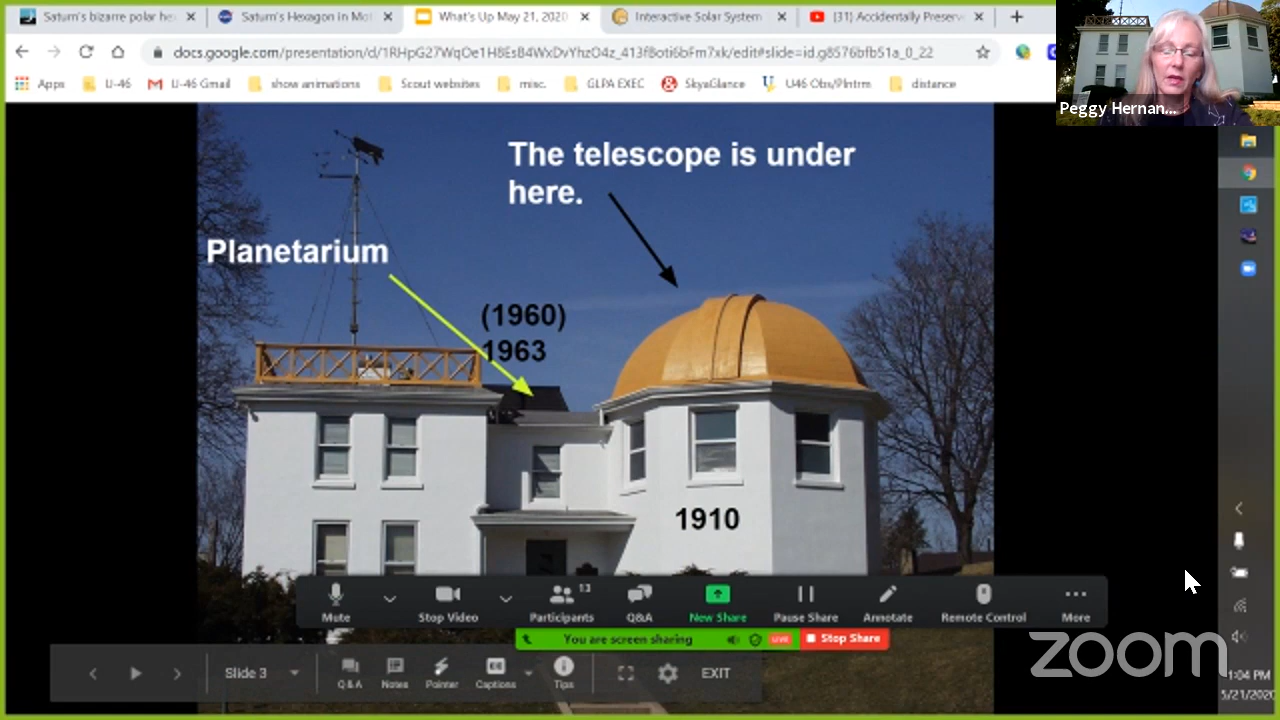 Saturn's bizarre polar he
Saturn's Hexagon in Mot
What's Up May 21, 2020
Interactive Solar System
(31) Accidentally Preserv
docs.google.com/presentation/d/1RHpG27WqOe1H8EsB4WxDvYhzO4z_413fBoti6bFm7xk/edit#slide=id.g8576bfb51a_0_22
Apps
U-46
U-46 Gmail
show animations
Scout websites
misc.
GLPA EXEC
SkyaGlance
U46 Obs/Plntrm
distance
Peggy Hernan...
The telescope is under
here.
Planetarium
(1960)
1963
1910
Mute
Stop Video
Participants
13
Q&A
New Share
Pause Share
Annotate
Remote Control
More
You are screen sharing
LIVE
Stop Share
Slide 3
Q&A
Notes
Pointer
Captions
Tips
EXIT
zoom
1:04 PM
5/21/2020